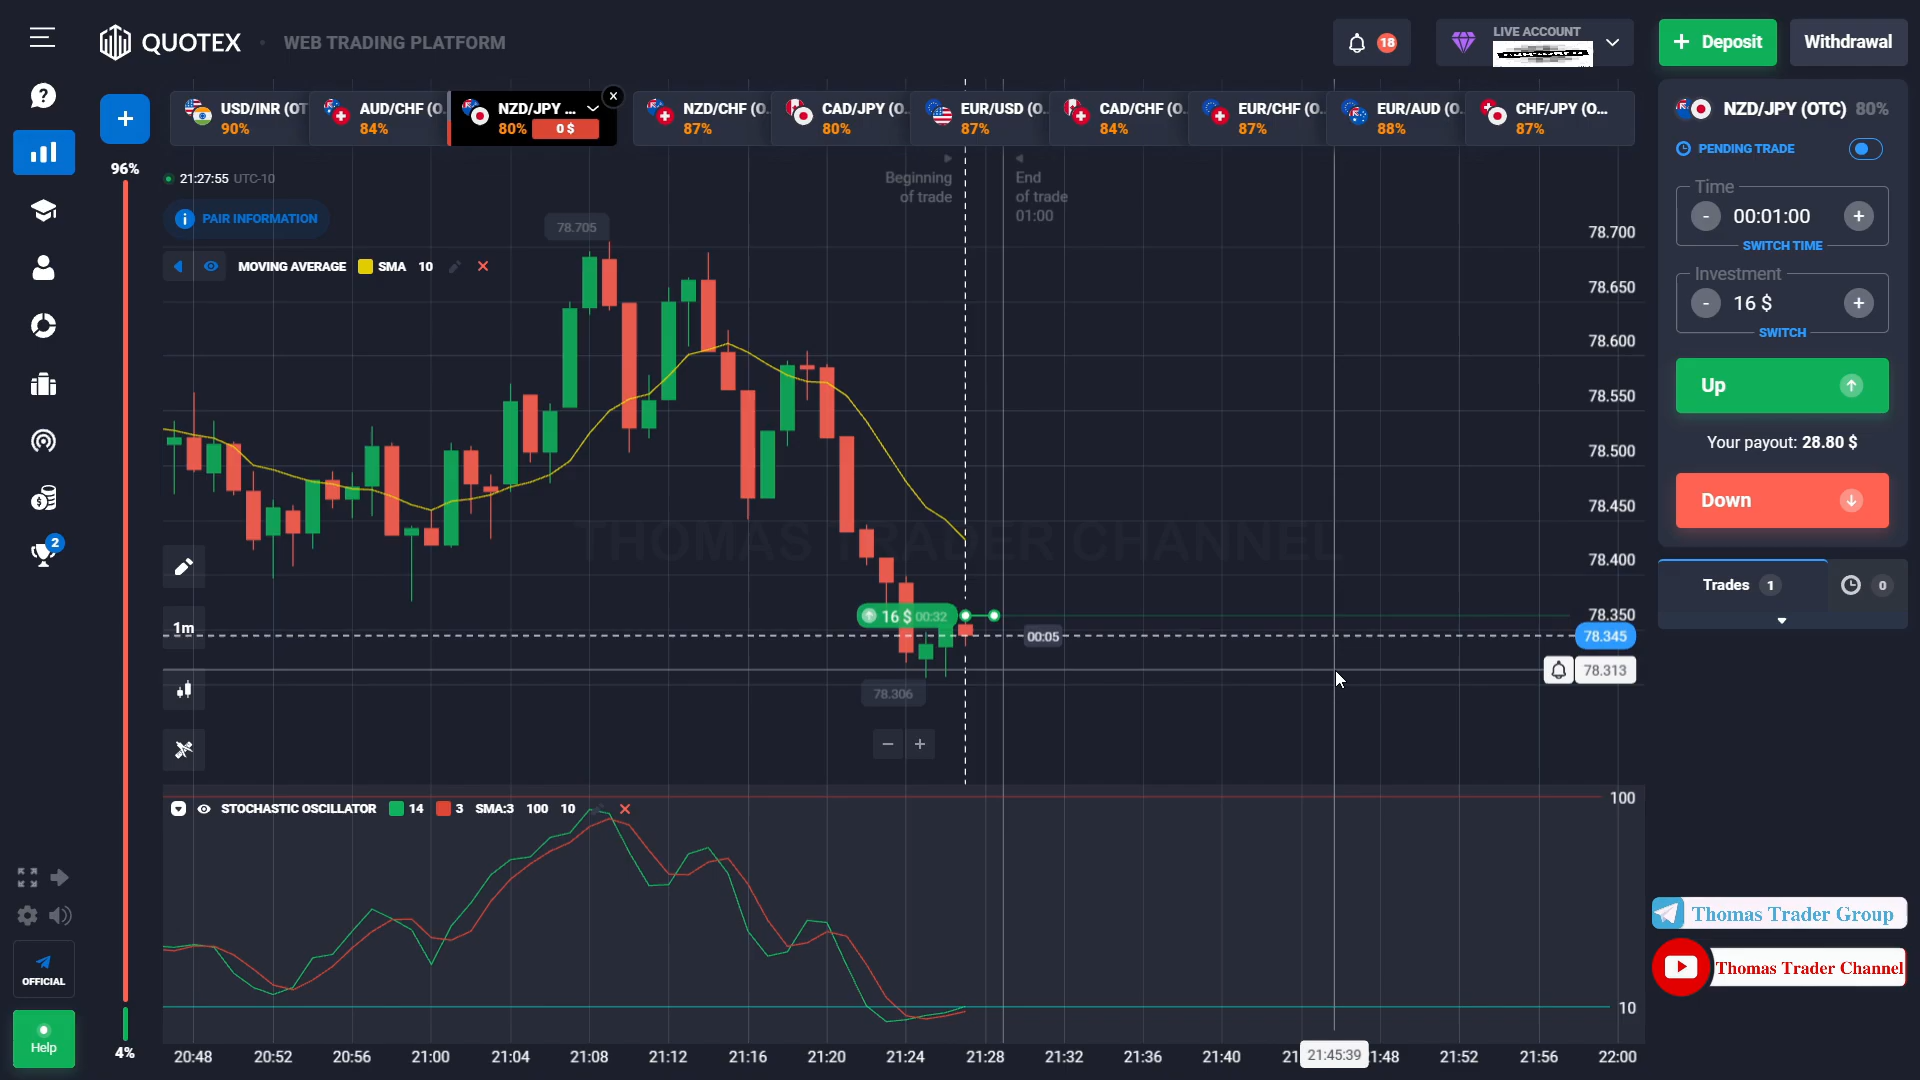 QUOTEX
WEB TRADING PLATFORM
18
LIVE ACCOUNT
Deposit
Withdrawal
USD/INR (OT
90%
AUD/CHF (O.
84%
NZD/JPY ...
80%
0 $
NZD/CHF (O.
87%
CAD/JPY (O.
80%
EUR/USD (O.
87%
CAD/CHF (O.
84%
EUR/CHF (O.
87%
EUR/AUD (O.
88%
CHF/JPY (O...
87%
NZD/JPY (OTC) 80%
PENDING TRADE
Time
- 00:01:00 +
SWITCH TIME
Investment
- 16 $ +
SWITCH
Up
Your payout: 28.80 $
Down
Trades 1
0
96%
21:27:55 UTC-10
PAIR INFORMATION
MOVING AVERAGE SMA 10
Beginning
of trade
End
of trade
01:00
78.705
78.700
78.650
78.600
78.550
78.500
78.450
78.400
78.350
78.345
78.313
THOMAS TRADER CHANNEL
16 $ 00:32
00:05
78.306
1m
2
STOCHASTIC OSCILLATOR 14 3 SMA:3 100 10
100
10
Thomas Trader Group
Thomas Trader Channel
OFFICIAL
Help
4%
20:48 20:52 20:56 21:00 21:04 21:08 21:12 21:16 21:20 21:24 21:28 21:32 21:36 21:40 21 21:45:39 1:48 21:52 21:56 22:00